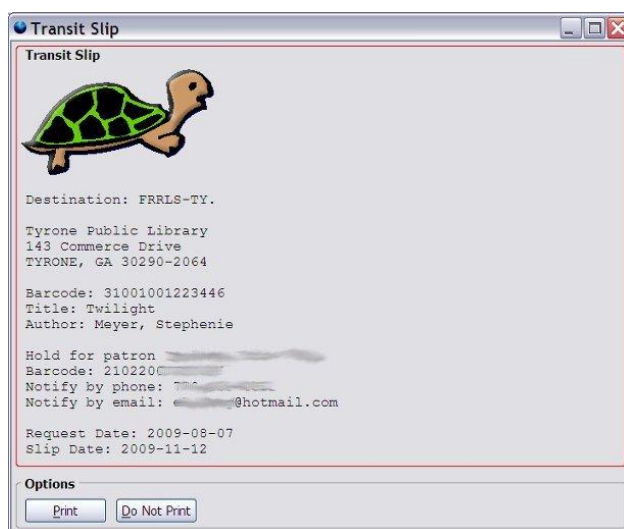 Transit Slip
Transit Slip
Destination: FRRLS-TY.
Tyrone Public Library
143 Commerce Drive
TYRONE, GA 30290-2064
Barcode: 31001001223446
Title: Twilight
Author: Meyer, Stephenie
Hold for patron
Barcode: 210220
Notify by phone:
Notify by email: @hotmail.com
Request Date: 2009-08-07
Slip Date: 2009-11-12
Options
Print Do Not Print